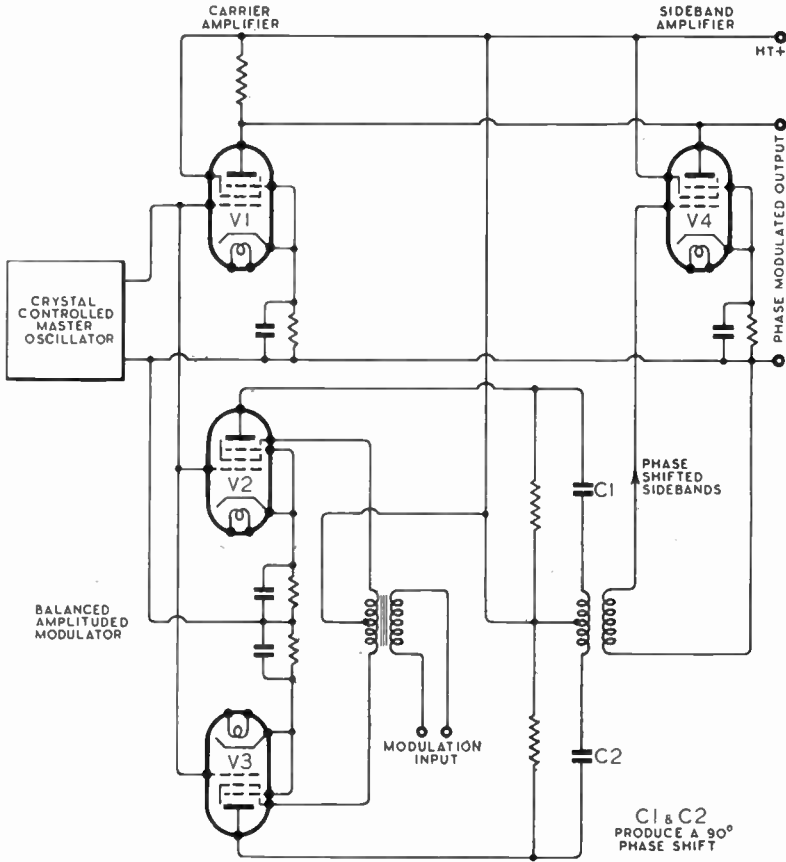 CARRIER
AMPLIFIER
SIDEBAND
AMPLIFIER
HT+
V1
V4
PHASE MODULATED OUTPUT
CRYSTAL
CONTROLLED
MASTER
OSCILLATOR
V2
PHASE
SHIFTED
SIDEBANDS
C1
BALANCED
AMPLITUDED
MODULATOR
V3
MODULATION
INPUT
C2
C1 & C2
PRODUCE A 90°
PHASE SHIFT